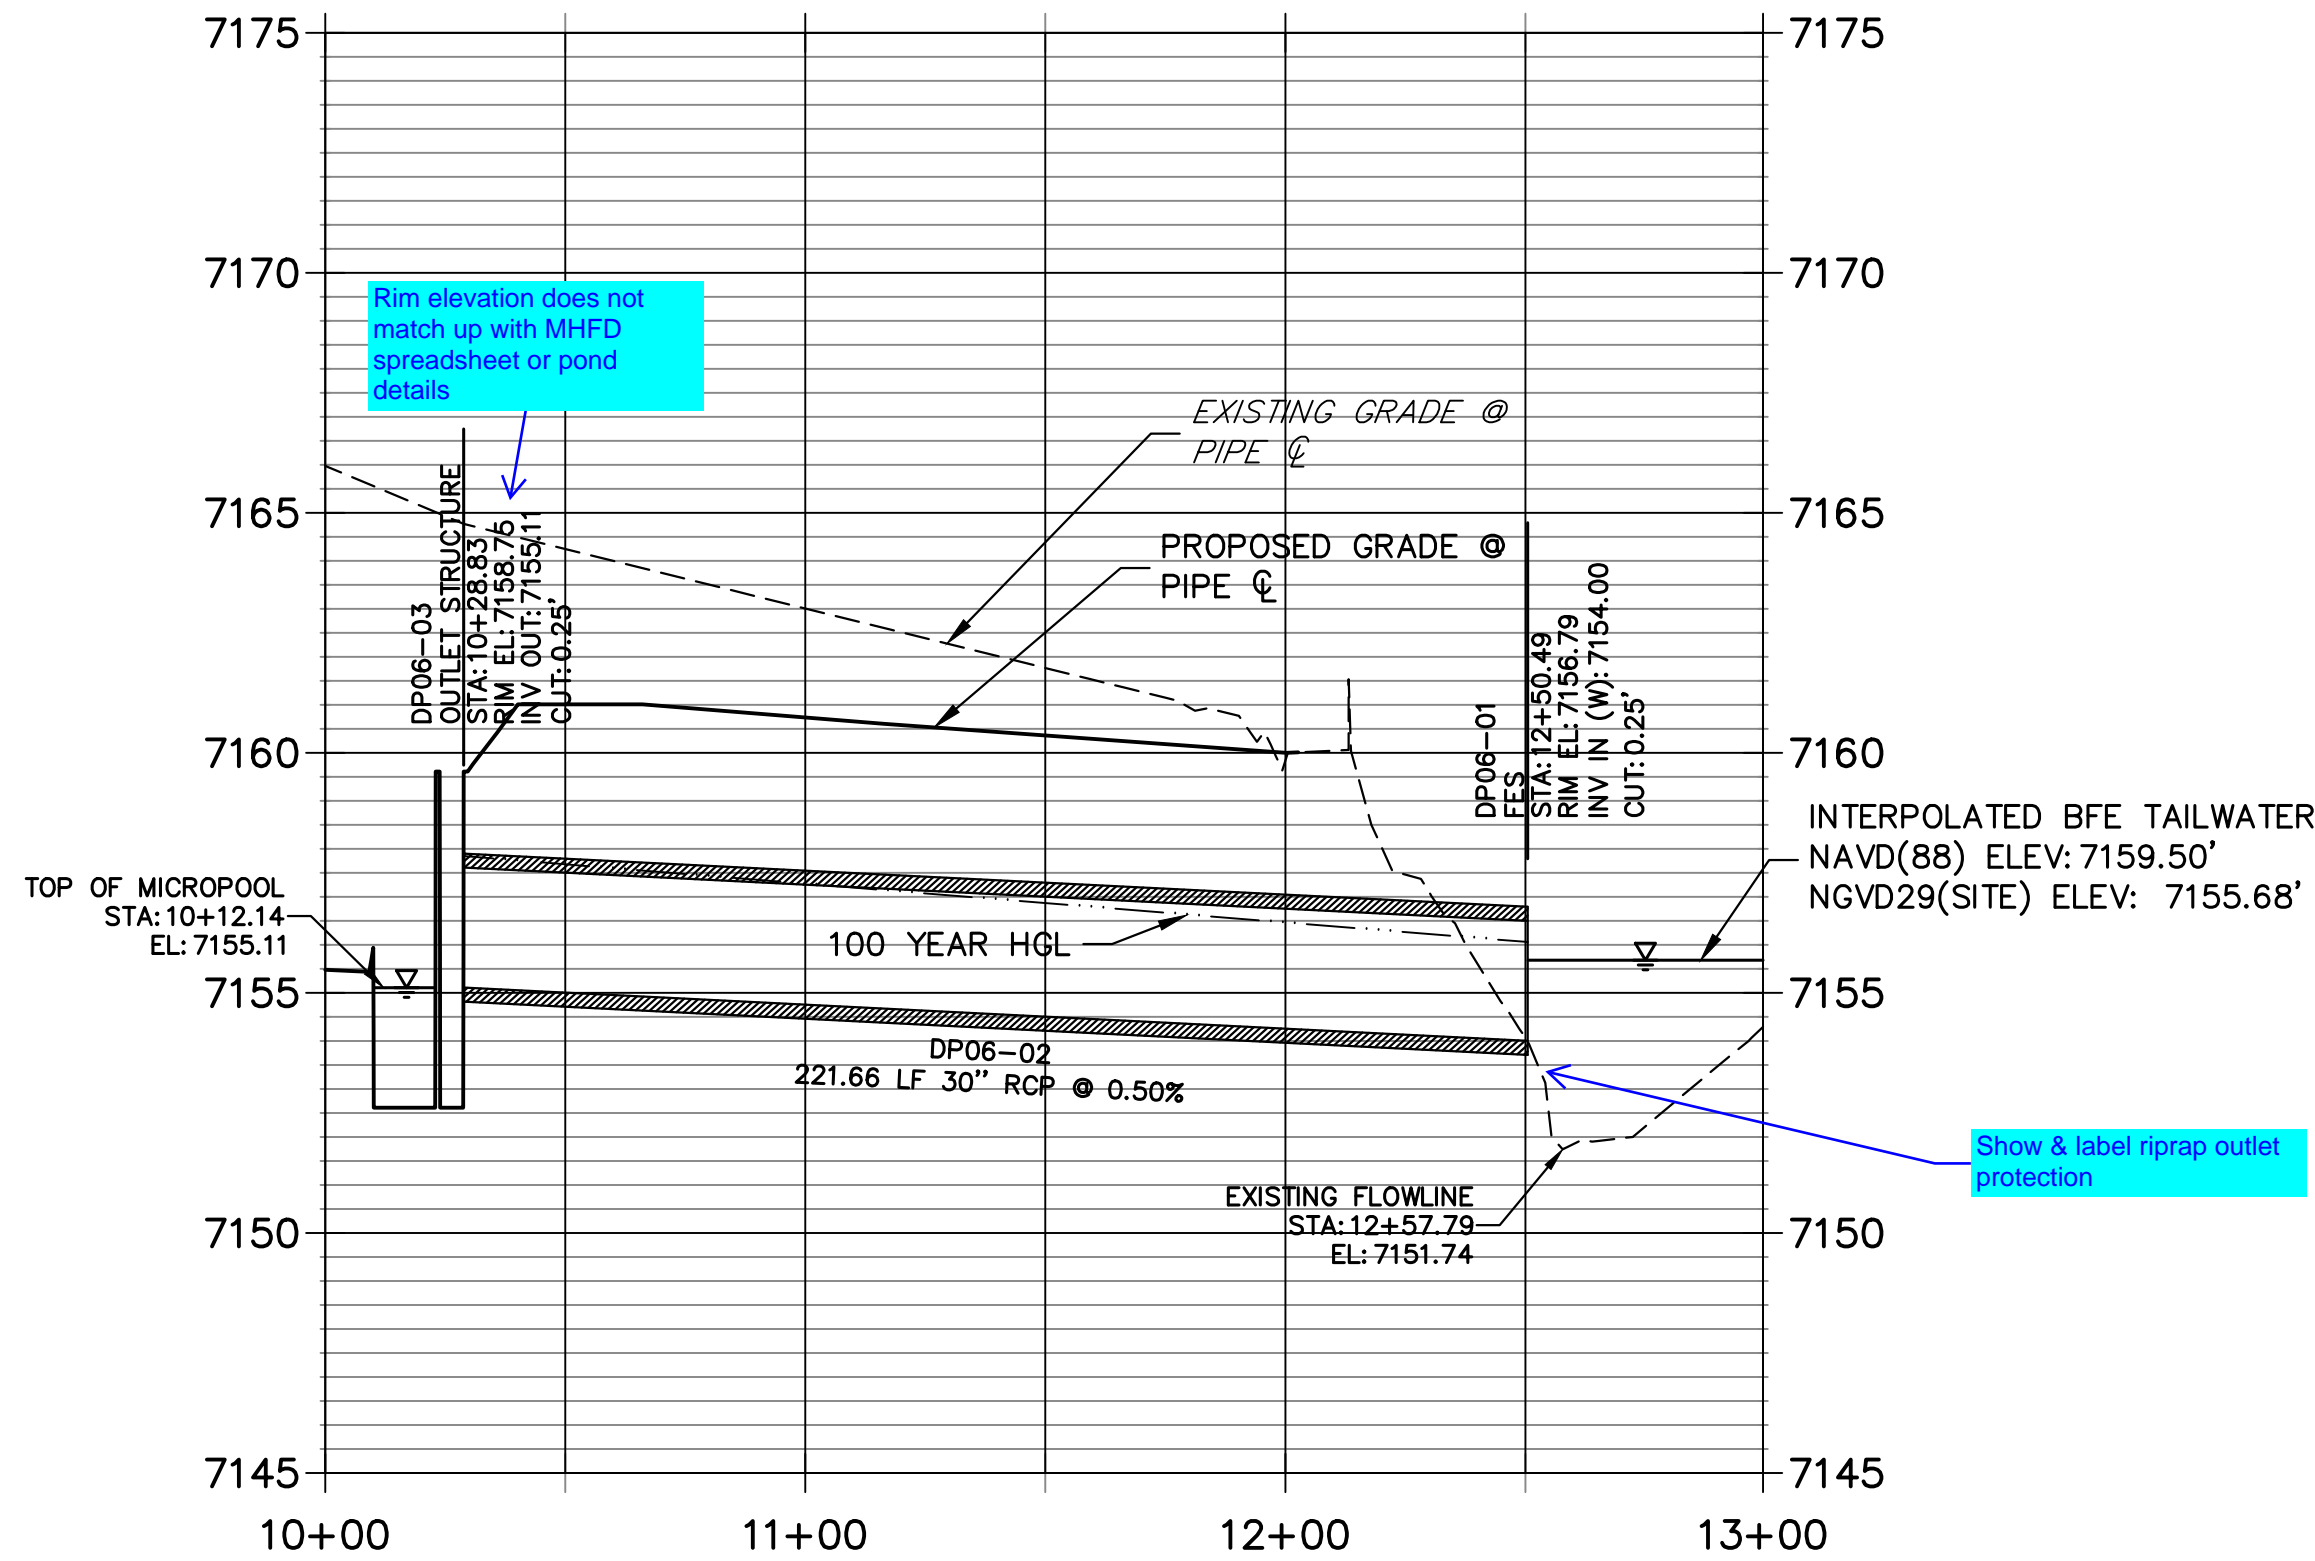 7175
7175
7170
7170
Rim elevation does not
match up with MHFD
spreadsheet or pond
details
EXISTING GRADE @
PIPE ℄
7165
7165
DP06-03
OUTLET STRUCTURE
STA:10+28.83
RIM EL:7158.76
INV OUT:7155.11
CUT:0.25'
PROPOSED GRADE @
PIPE ℄
DP06-01
FES
STA:12+50.49
RIM EL:7156.79
INV IN (W):7154.00
CUT:0.25'
7160
7160
INTERPOLATED BFE TAILWATER
NAVD(88) ELEV:7159.50'
NGVD29(SITE) ELEV: 7155.68'
TOP OF MICROPOOL
STA:10+12.14
EL:7155.11
100 YEAR HGL
7155
7155
DP06-02
221.66 LF 30" RCP @ 0.50%
Show & label riprap outlet
protection
EXISTING FLOWLINE
STA:12+57.79
EL:7151.74
7150
7150
7145
7145
10+00
11+00
12+00
13+00